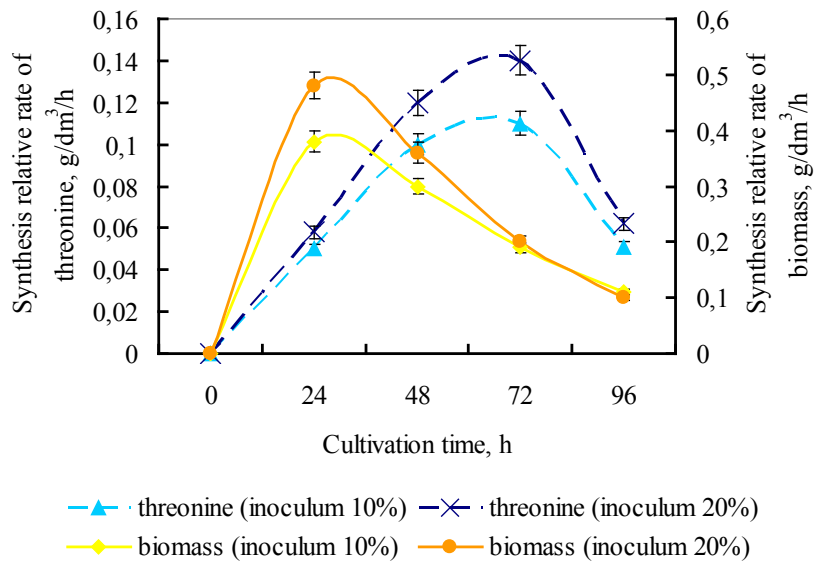 Synthesis relative rate of
threonine, g/dm³/h
0,16
0,14
0,12
0,1
0,08
0,06
0,04
0,02
0
0,6
0,5
0,4
0,3
0,2
0,1
0
Synthesis relative rate of
biomass, g/dm³/h
0 24 48 72 96
Cultivation time, h
threonine (inoculum 10%) threonine (inoculum 20%)
biomass (inoculum 10%) biomass (inoculum 20%)